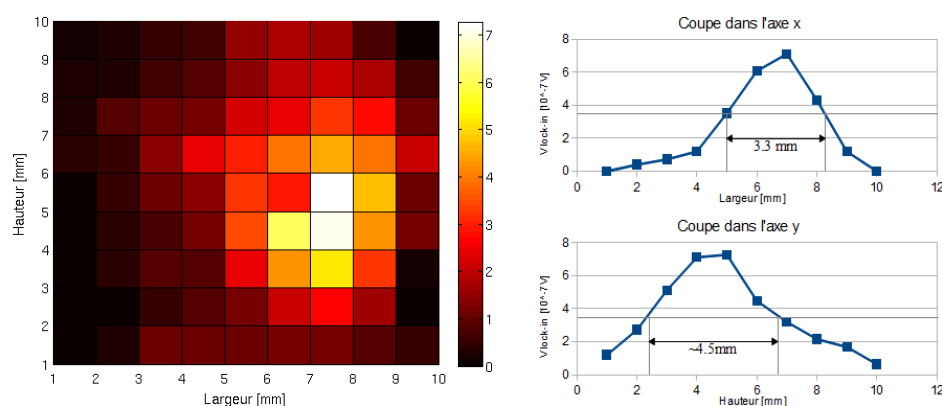 10
9
8
7
6
5
4
3
2
1
Hauteur [mm]
1 2 3 4 5 6 7 8 9 10
Largeur [mm]
7
6
5
4
3
2
1
0
Coupe dans l'axe x
Vlock-in [10^-7V]
8
6
4
2
0
3.3 mm
0 2 4 6 8 10 12
Largeur [mm]
Coupe dans l'axe y
Vlock-in [10^-7V]
8
6
4
2
0
~4.5mm
0 2 4 6 8 10 12
Hauteur [mm]